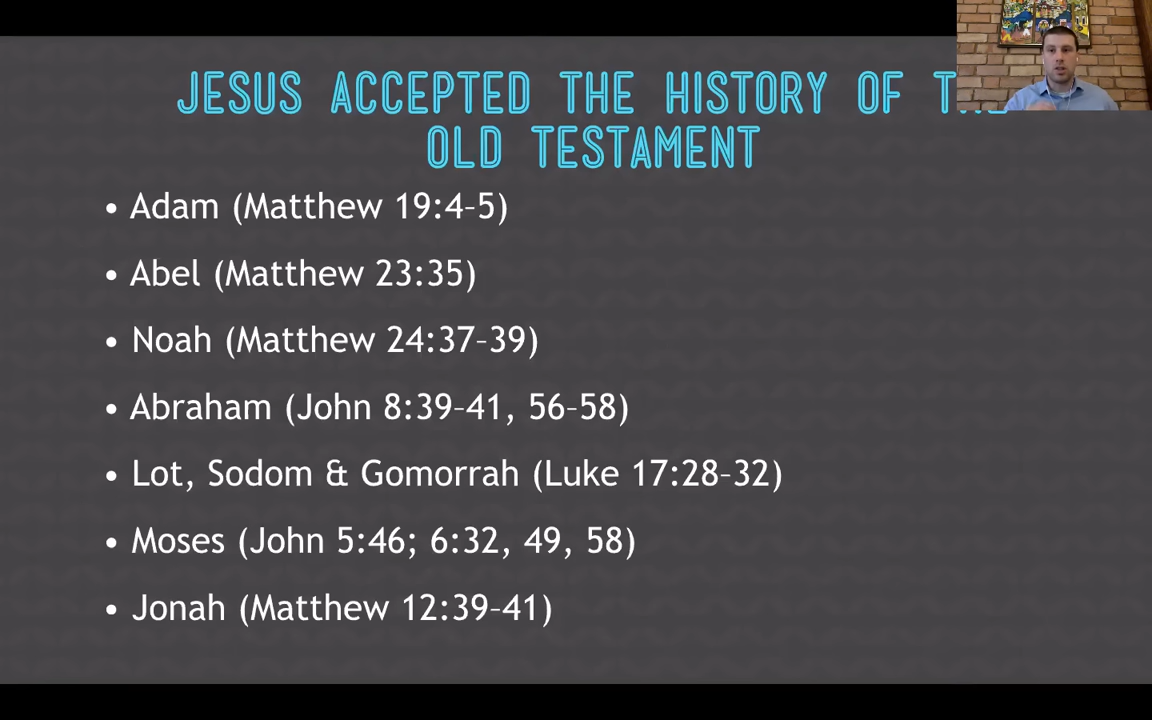 JESUS ACCEPTED THE HISTORY OF
OLD TESTAMENT
• Adam (Matthew 19:4–5)
• Abel (Matthew 23:35)
• Noah (Matthew 24:37–39)
• Abraham (John 8:39–41, 56–58)
• Lot, Sodom & Gomorrah (Luke 17:28–32)
• Moses (John 5:46; 6:32, 49, 58)
• Jonah (Matthew 12:39–41)